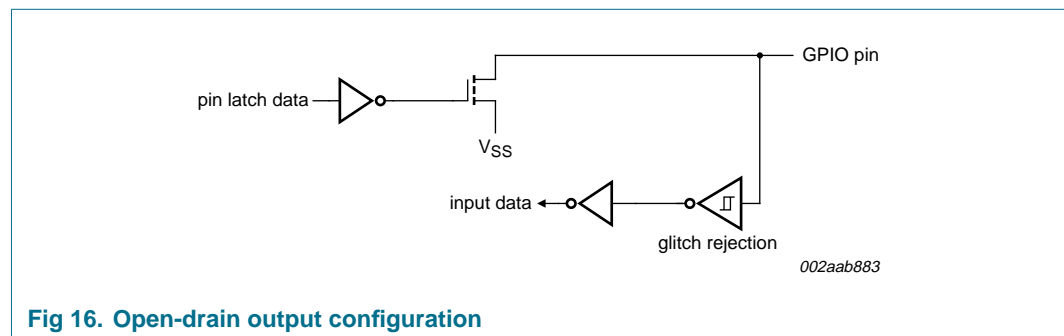 GPIO pin
pin latch data
VSS
input data
glitch rejection
002aab883
Fig 16. Open-drain output configuration